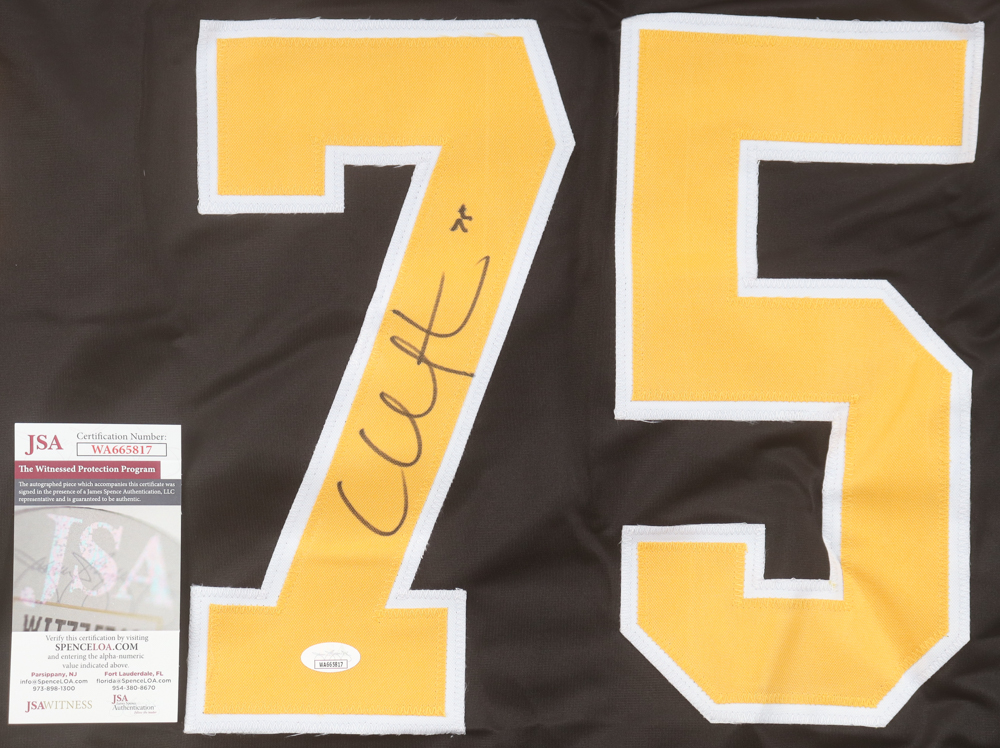 75
JSA
Certification Number:
WA665817
The Witnessed Protection Program
The autographed piece which accompanies this certificate was
signed in the presence of a James Spence Authentication, LLC
representative and is guaranteed to be authentic.
JSA
Verify this certification by visiting
SPENCELOA.COM
and entering the alpha-numeric
value indicated above.
Parsippany, NJ
info@SpenceLOA.com
973-898-1300
Fort Lauderdale, FL
florida@SpenceLOA.com
954-380-8670
JSAWITNESS
JSA
Authentication
WA665817